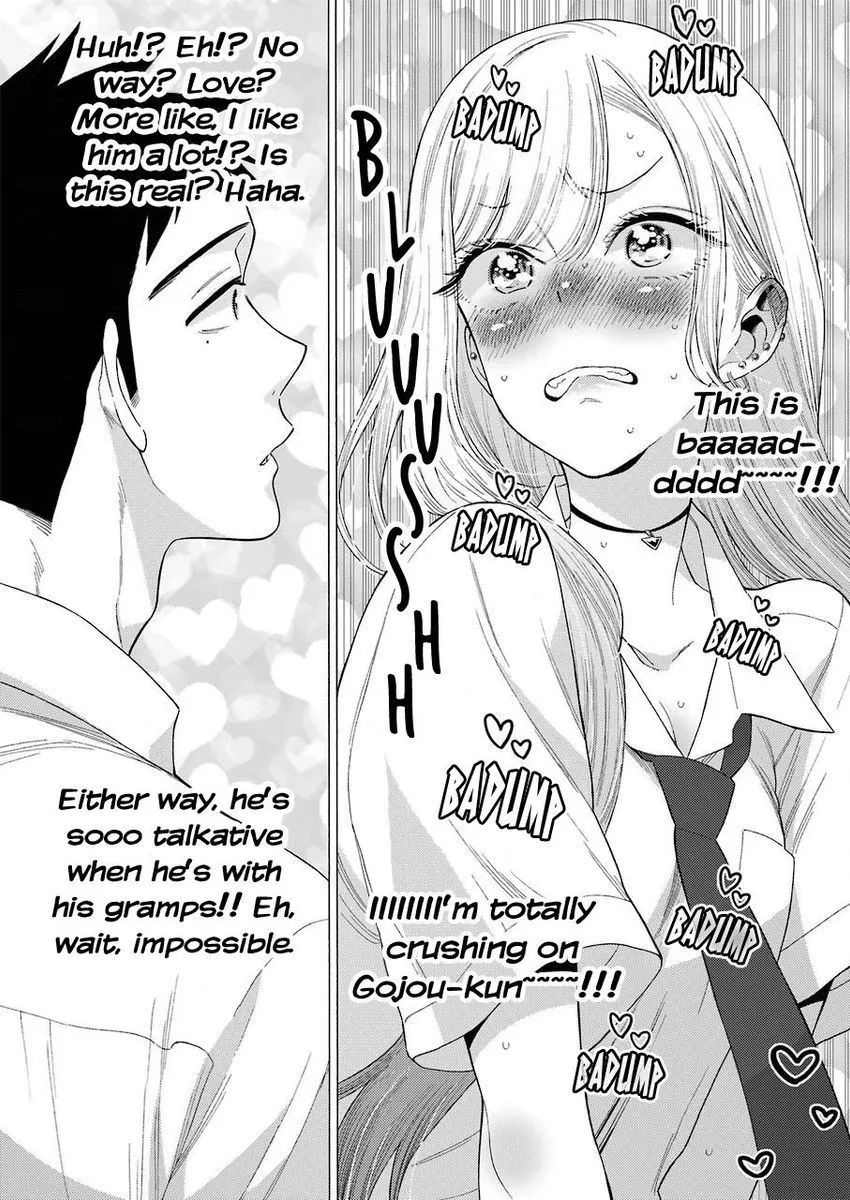 BADUMP
BADUMP
BLUUUSSHH
This is
baaaad-
dddd~~~~!!!
BADUMP
BADUMP
BADUMP
IIIIIIII'm totally
crushing on
Gojou-kun~~~~!!!
BADUMP
BADUMP
Huh!? Eh!? No
way? Love?
More like, I like
him a lot!? Is
this real? Haha.
Either way, he's
sooo talkative
when he's with
his gramps!! Eh,
wait, impossible.